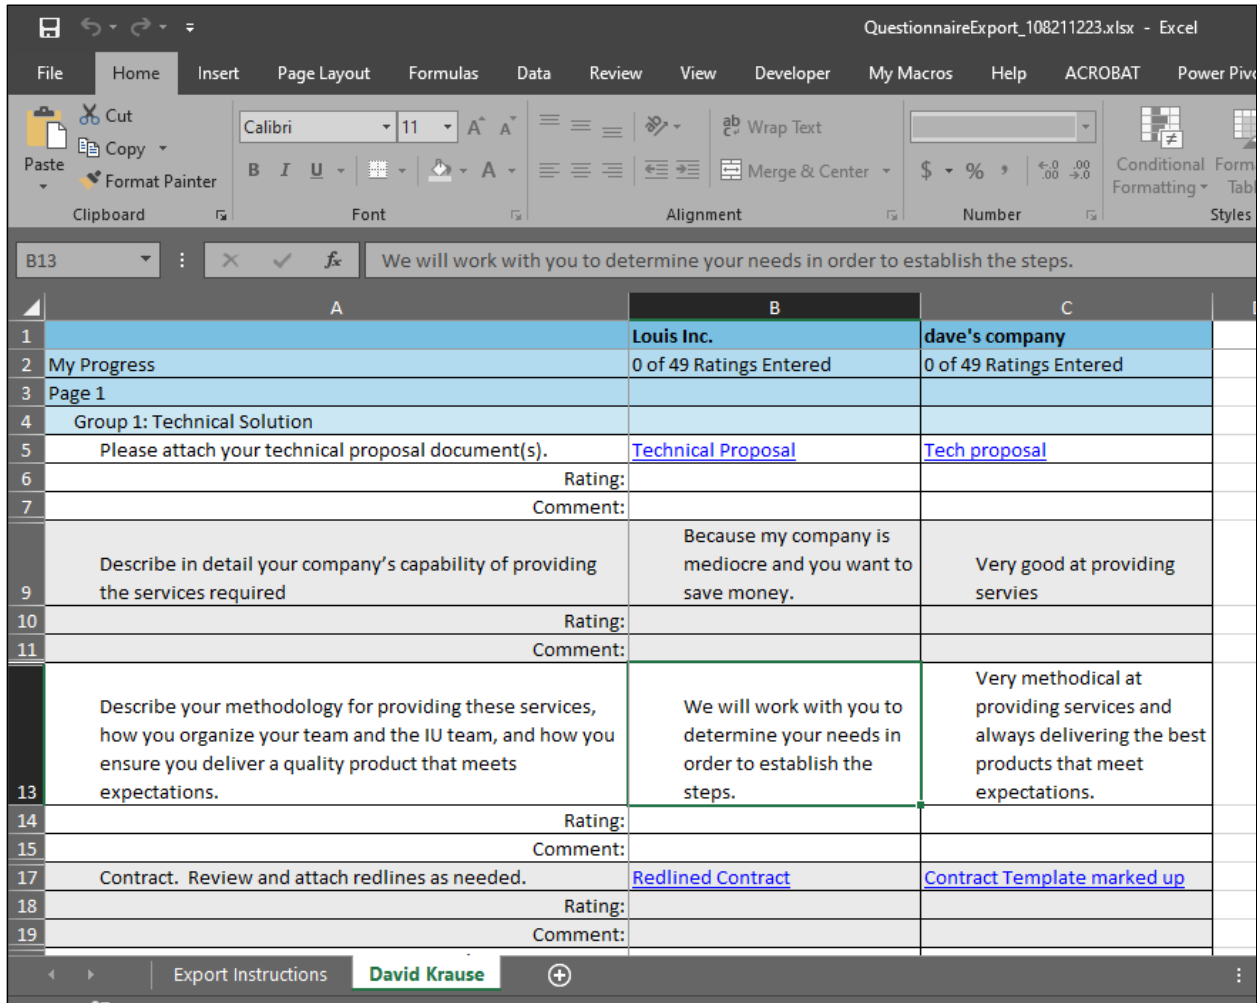 QuestionnaireExport_108211223.xlsx - Excel
File Home Insert Page Layout Formulas Data Review View Developer My Macros Help ACROBAT Power Piv
Cut
Copy
Format Painter
Paste
Calibri 11 A A
B I U A
ab Wrap Text
Merge & Center
$ % ,
Conditional
Formatting
Form
Tabl
Clipboard Font Alignment Number Styles
B13 fx We will work with you to determine your needs in order to establish the steps.
A B C
1 Louis Inc. dave's company
2 My Progress 0 of 49 Ratings Entered 0 of 49 Ratings Entered
3 Page 1
4 Group 1: Technical Solution
5 Please attach your technical proposal document(s). Technical Proposal Tech proposal
6 Rating:
7 Comment:
9 Describe in detail your company’s capability of providing
the services required
Because my company is
mediocre and you want to
save money.
Very good at providing
servies
10 Rating:
11 Comment:
13 Describe your methodology for providing these services,
how you organize your team and the IU team, and how you
ensure you deliver a quality product that meets
expectations.
We will work with you to
determine your needs in
order to establish the
steps.
Very methodical at
providing services and
always delivering the best
products that meet
expectations.
14 Rating:
15 Comment:
17 Contract. Review and attach redlines as needed. Redlined Contract Contract Template marked up
18 Rating:
19 Comment:
Export Instructions David Krause